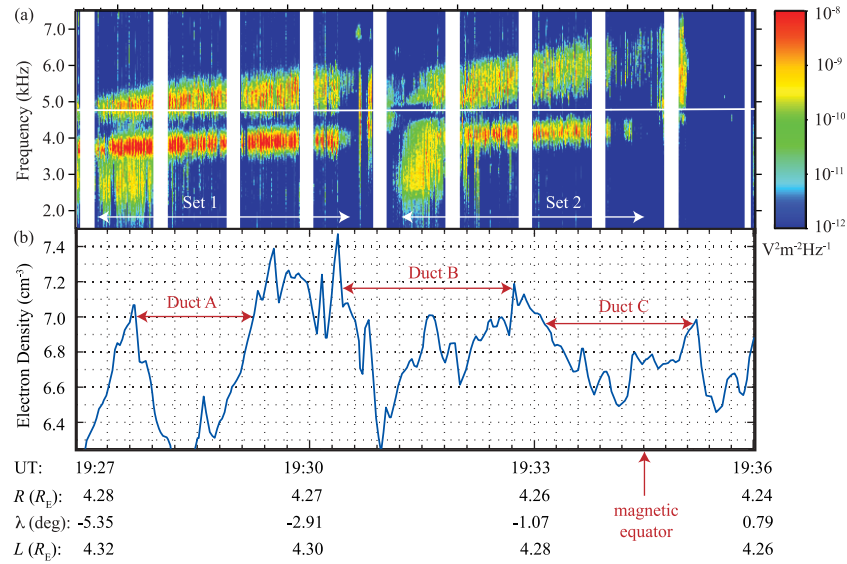 (a)
Frequency (kHz)
7.0
6.0
5.0
4.0
3.0
2.0
Set 1
Set 2
10-8
10-9
10-10
10-11
10-12
V2m-2Hz-1
(b)
Electron Density (cm-3)
7.4
7.2
7.0
6.8
6.6
6.4
Duct A
Duct B
Duct C
UT: 19:27 19:30 19:33 19:36
R (RE): 4.28 4.27 4.26 4.24
λ (deg): -5.35 -2.91 -1.07 0.79
L (RE): 4.32 4.30 4.28 4.26
magnetic
equator